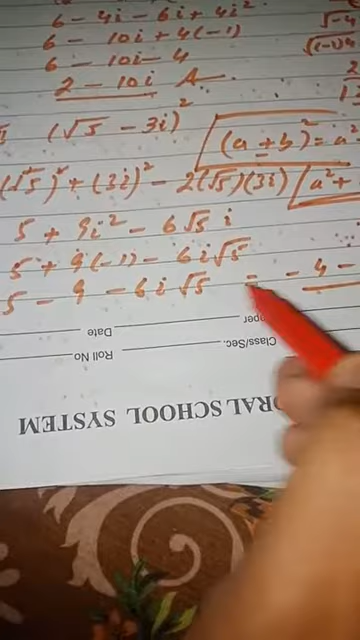 6 - 4i - 6i + 4i²
6 - 10i + 4(-1)
6 - 10i - 4
2 - 10i A
(√5 - 3i)²
(a + b)² = a²
(√5)² + (3i)² - 2(√5)(3i)
a² +
5 + 9i² - 6√5 i
5 + 9(-1) - 6i√5
5 - 9 - 6i√5 = - 4 -
Date
Roll No
Class/Sec.
ORAL SCHOOL SYSTEM